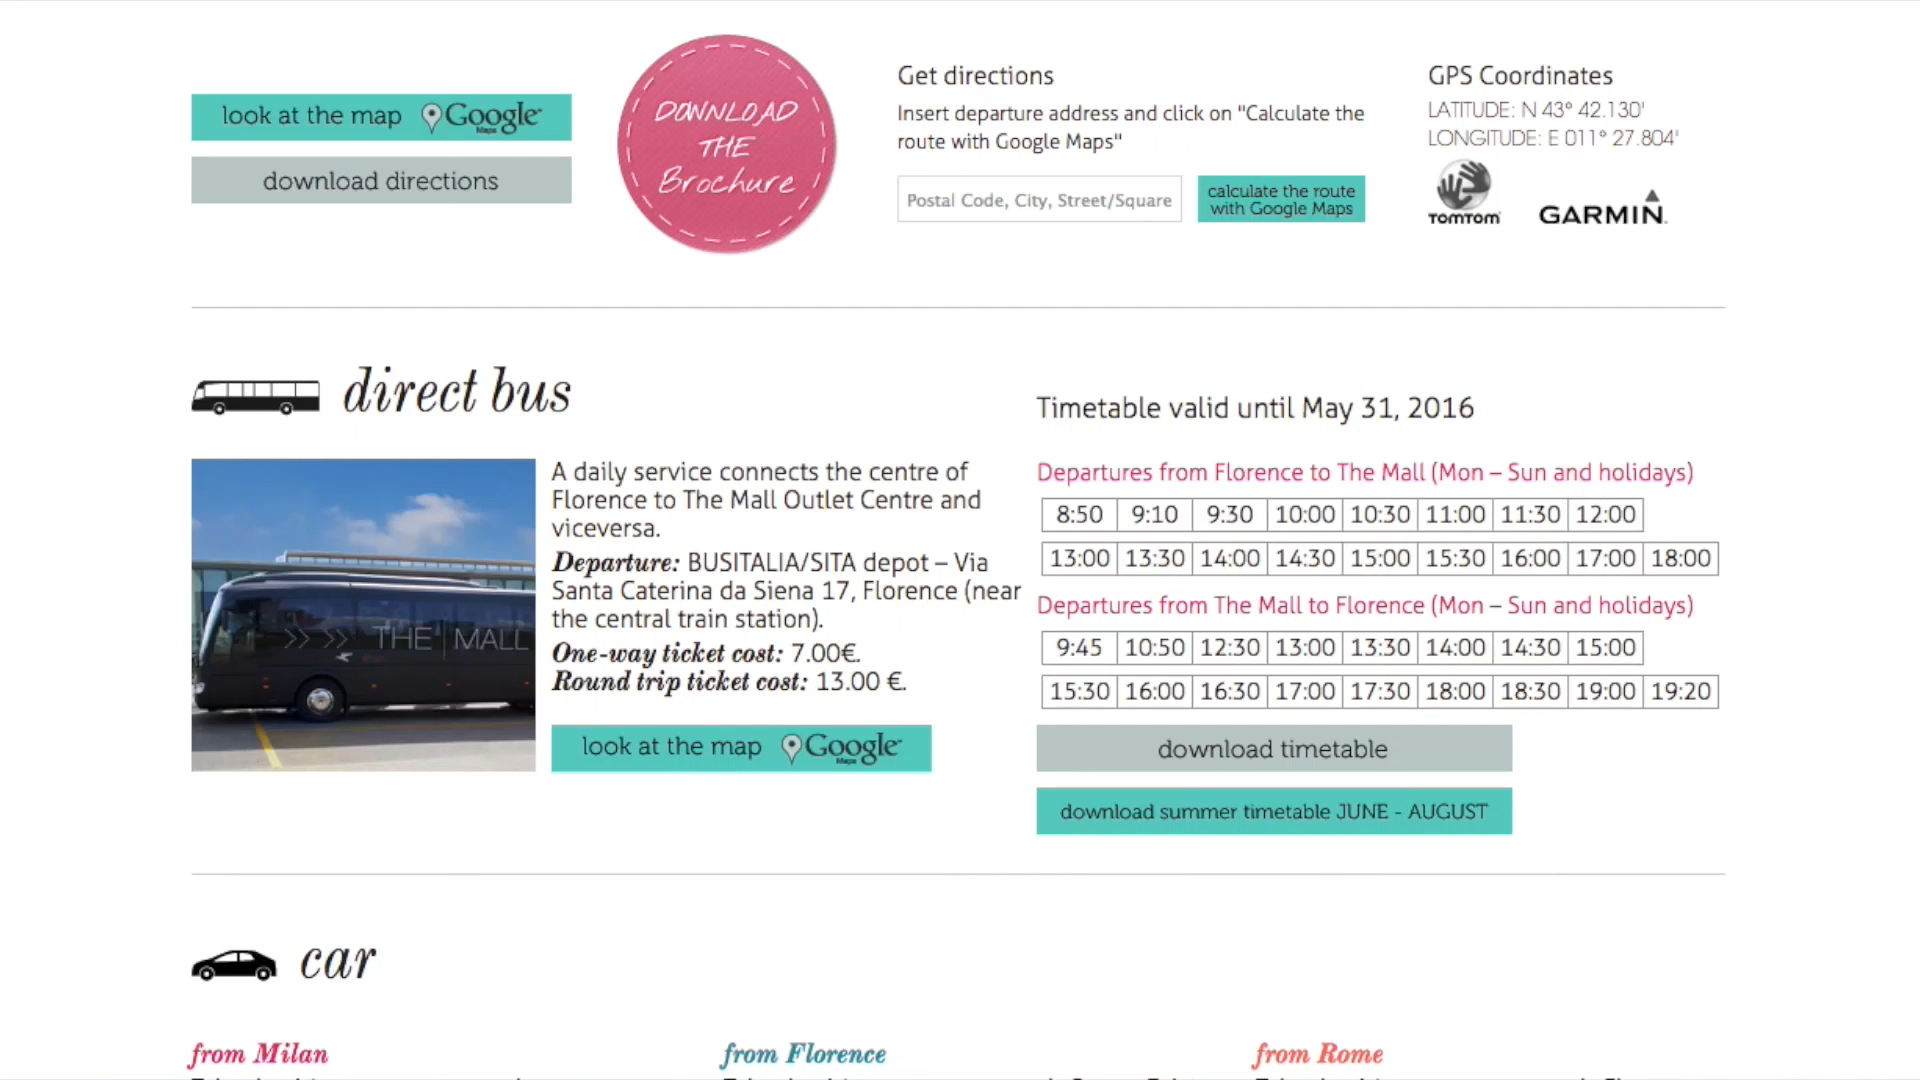 look at the map Google Maps
download directions
DOWNLOAD
THE
Brochure
Get directions
Insert departure address and click on "Calculate the
route with Google Maps"
Postal Code, City, Street/Square
calculate the route
with Google Maps
GPS Coordinates
LATITUDE: N 43° 42.130'
LONGITUDE: E 011° 27.804'
TOMTOM
GARMIN
direct bus
THE MALL
A daily service connects the centre of
Florence to The Mall Outlet Centre and
viceversa.
Departure: BUSITALIA/SITA depot – Via
Santa Caterina da Siena 17, Florence (near
the central train station).
One-way ticket cost: 7.00€.
Round trip ticket cost: 13.00 €.
look at the map Google Maps
Timetable valid until May 31, 2016
Departures from Florence to The Mall (Mon – Sun and holidays)
8:50 9:10 9:30 10:00 10:30 11:00 11:30 12:00
13:00 13:30 14:00 14:30 15:00 15:30 16:00 17:00 18:00
Departures from The Mall to Florence (Mon – Sun and holidays)
9:45 10:50 12:30 13:00 13:30 14:00 14:30 15:00
15:30 16:00 16:30 17:00 17:30 18:00 18:30 19:00 19:20
download timetable
download summer timetable JUNE - AUGUST
car
from Milan
from Florence
from Rome